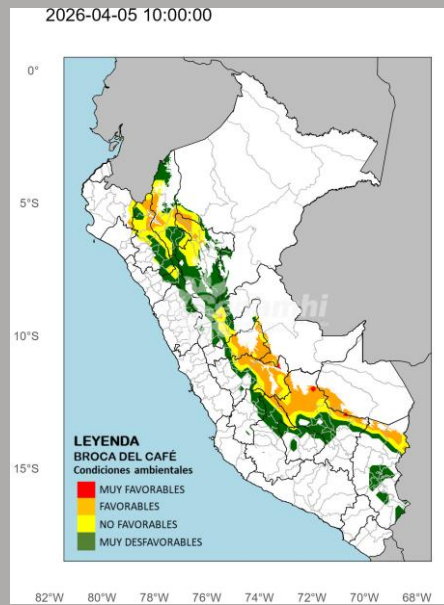 2026-04-05 10:00:00
0°
5°S
10°S
15°S
senamhi
LEYENDA
BROCA DEL CAFÉ
Condiciones ambientales
MUY FAVORABLES
FAVORABLES
NO FAVORABLES
MUY DESFAVORABLES
82°W 80°W 78°W 76°W 74°W 72°W 70°W 68°W